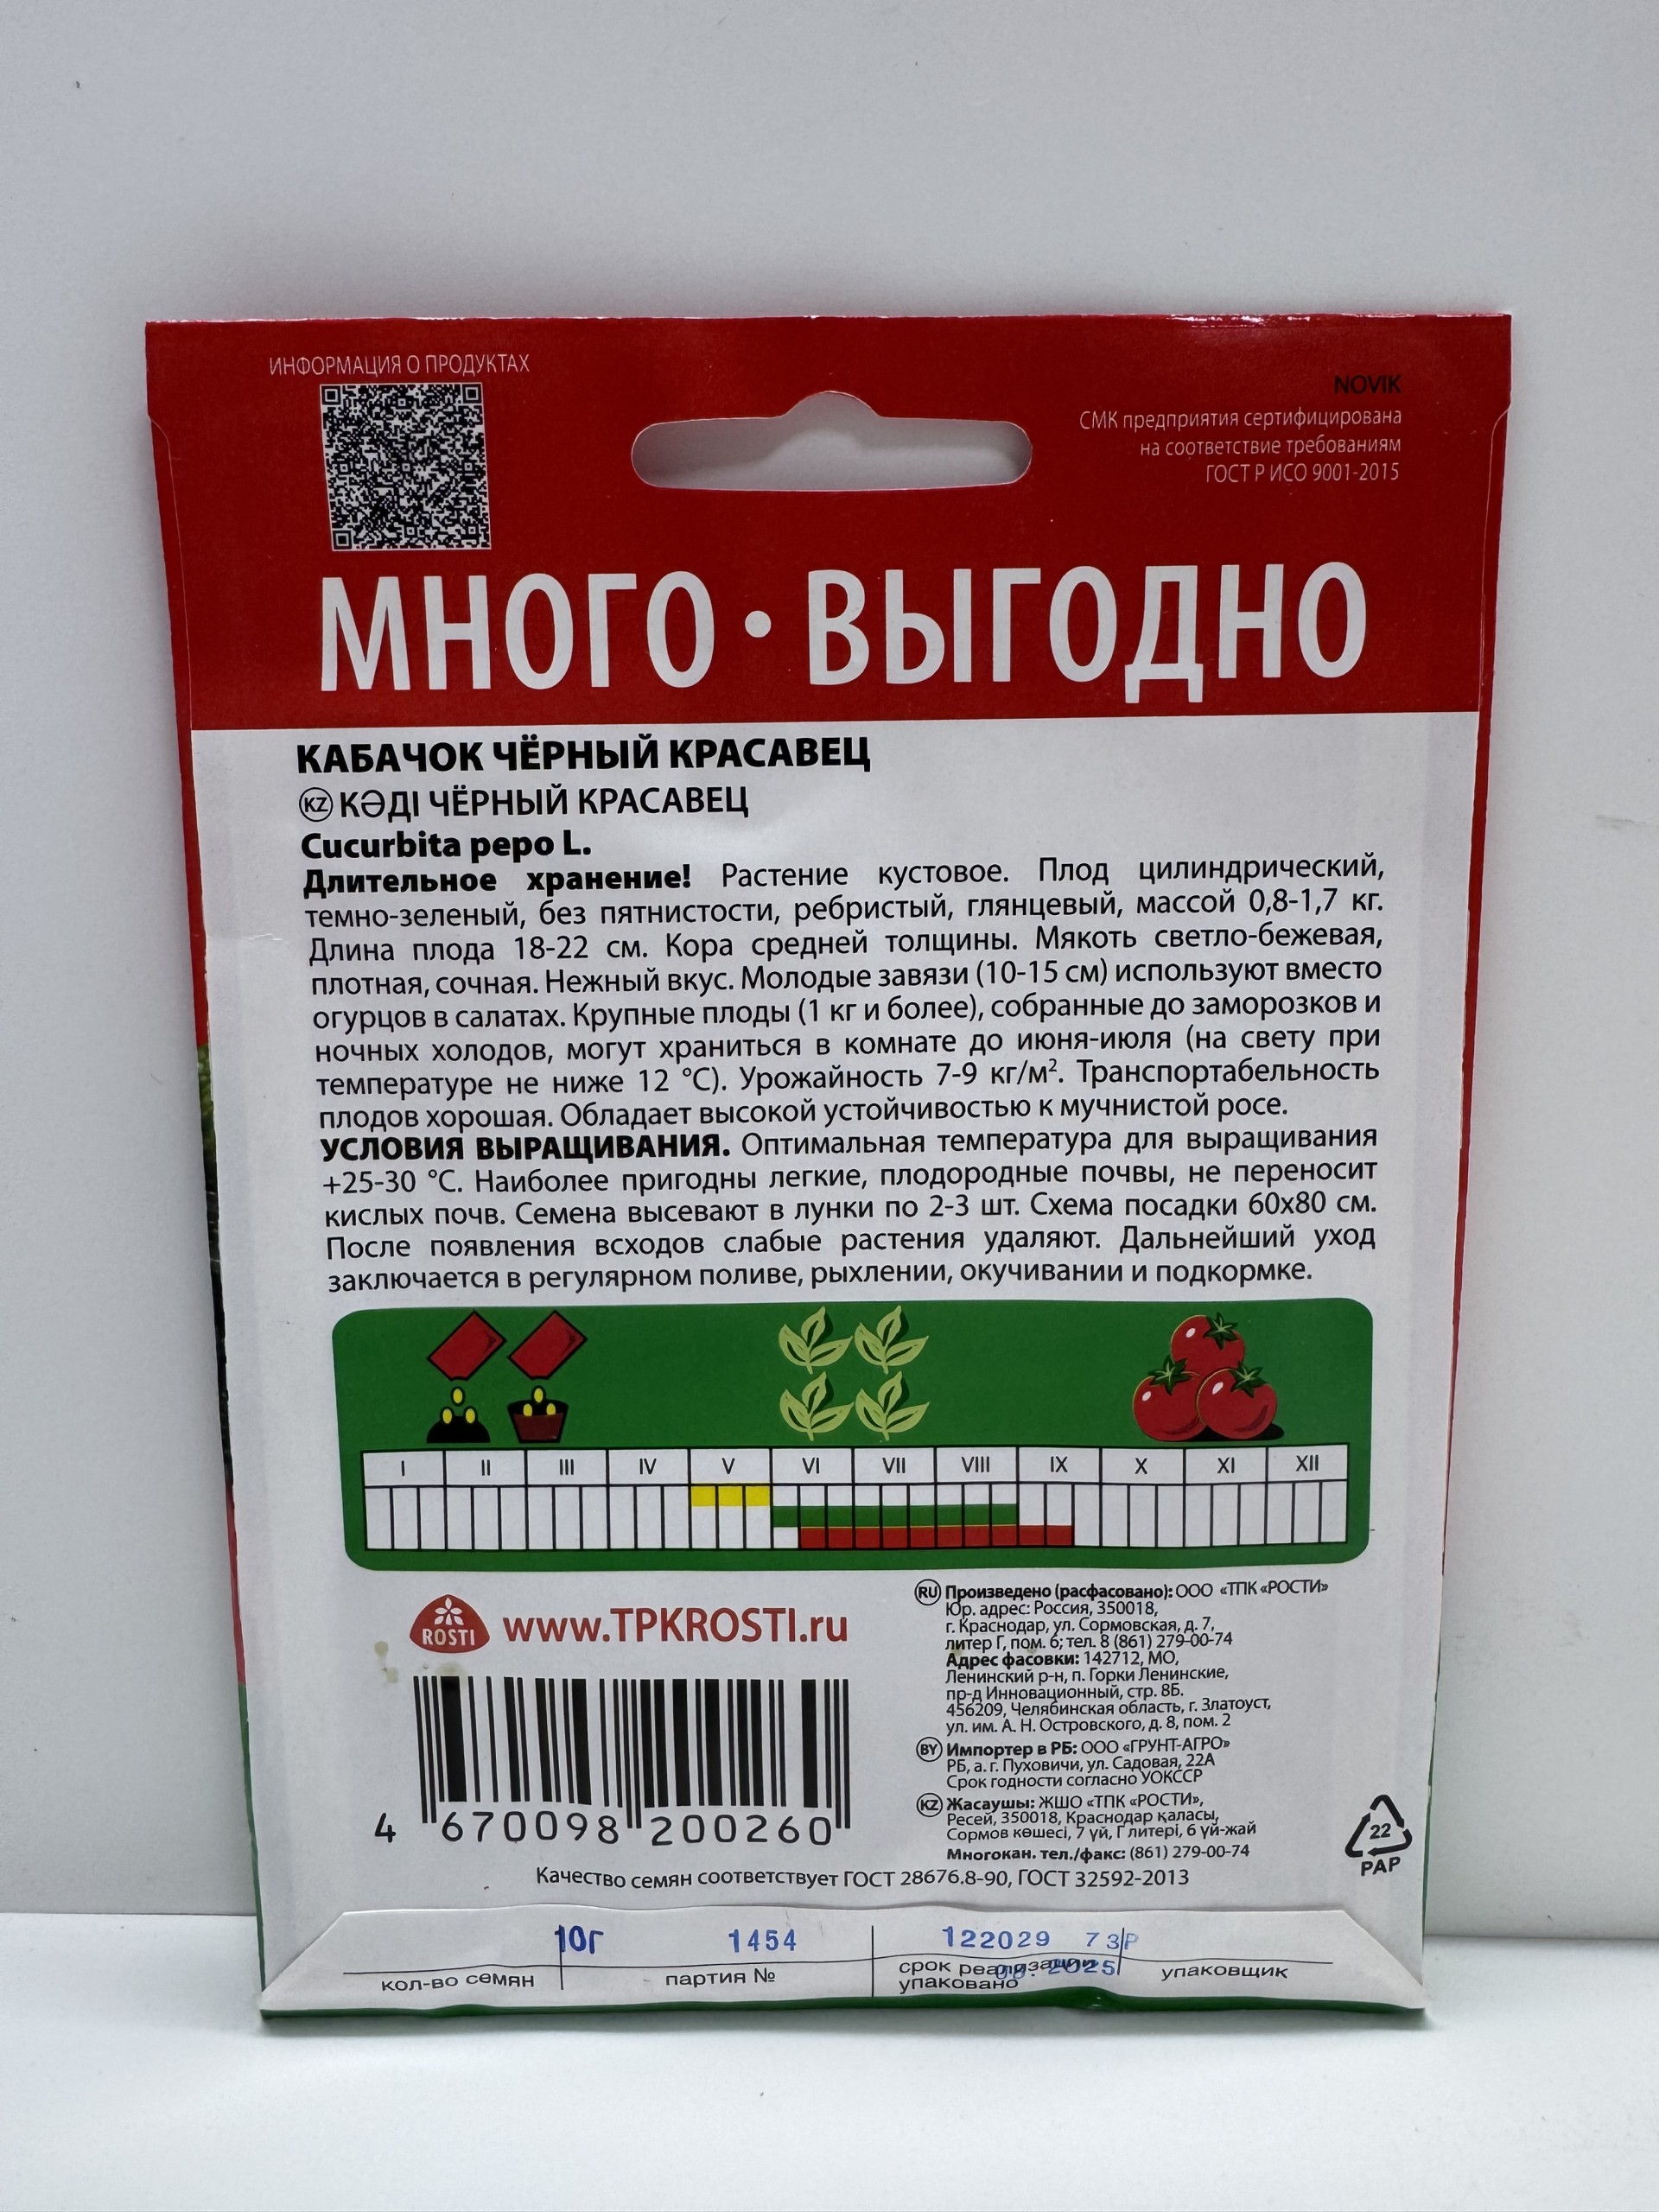 ИНФОРМАЦИЯ О ПРОДУКТАХ
NOVIK
СМК предприятия сертифицирована
на соответствие требованиям
ГОСТ Р ИСО 9001-2015
МНОГО • ВЫГОДНО
КАБАЧОК ЧЁРНЫЙ КРАСАВЕЦ
KZ КӘДІ ЧЁРНЫЙ КРАСАВЕЦ
Cucurbita pepo L.
Длительное хранение! Растение кустовое. Плод цилиндрический,
темно-зеленый, без пятнистости, ребристый, глянцевый, массой 0,8-1,7 кг.
Длина плода 18-22 см. Кора средней толщины. Мякоть светло-бежевая,
плотная, сочная. Нежный вкус. Молодые завязи (10-15 см) используют вместо
огурцов в салатах. Крупные плоды (1 кг и более), собранные до заморозков и
ночных холодов, могут храниться в комнате до июня-июля (на свету при
температуре не ниже 12 °С). Урожайность 7-9 кг/м². Транспортабельность
плодов хорошая. Обладает высокой устойчивостью к мучнистой росе.
УСЛОВИЯ ВЫРАЩИВАНИЯ. Оптимальная температура для выращивания
+25-30 °С. Наиболее пригодны легкие, плодородные почвы, не переносит
кислых почв. Семена высевают в лунки по 2-3 шт. Схема посадки 60х80 см.
После появления всходов слабые растения удаляют. Дальнейший уход
заключается в регулярном поливе, рыхлении, окучивании и подкормке.
I II III IV V VI VII VIII IX X XI XII
ROSTI www.TPKROSTI.ru
4 670098 200260
RU Произведено (расфасовано): ООО «ТПК «РОСТИ»
Юр. адрес: Россия, 350018,
г. Краснодар, ул. Сормовская, д. 7,
литер Г, пом. 6; тел. 8 (861) 279-00-74
Адрес фасовки: 142712, МО,
Ленинский р-н, п. Горки Ленинские,
пр-д Инновационный, стр. 8Б.
456209, Челябинская область, г. Златоуст,
ул. им. А. Н. Островского, д. 8, пом. 2
BY Импортер в РБ: ООО «ГРУНТ-АГРО»
РБ, а. г. Пуховичи, ул. Садовая, 22А
Срок годности согласно УОКССР
KZ Жасаушы: ЖШО «ТПК «РОСТИ»,
Ресей, 350018, Краснодар қаласы,
Сормов көшесі, 7 үй, Г литері, 6 үй-жай
Многокан. тел./факс: (861) 279-00-74
22
PAP
Качество семян соответствует ГОСТ 28676.8-90, ГОСТ 32592-2013
10г 1454 122029 73Р
кол-во семян партия № срок реализации 2025 упаковщик
упаковано